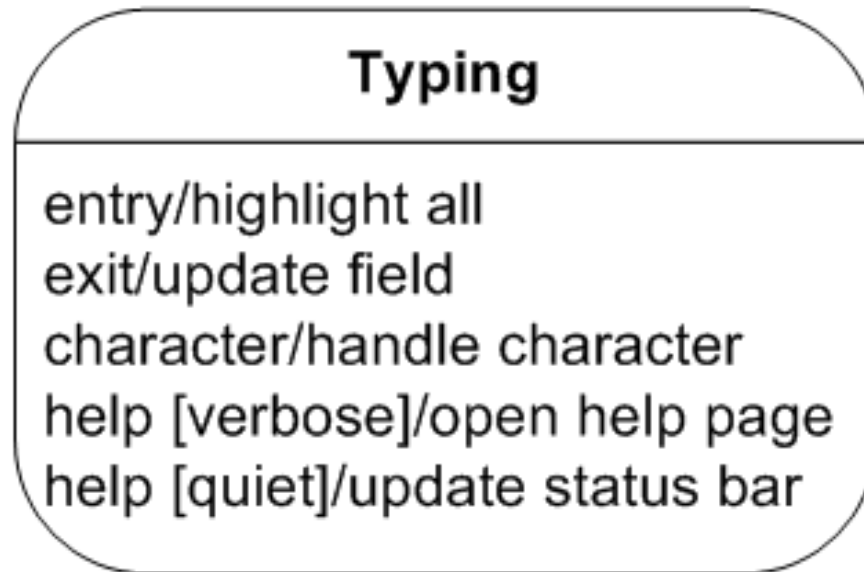 Typing
entry/highlight all
exit/update field
character/handle character
help [verbose]/open help page
help [quiet]/update status bar